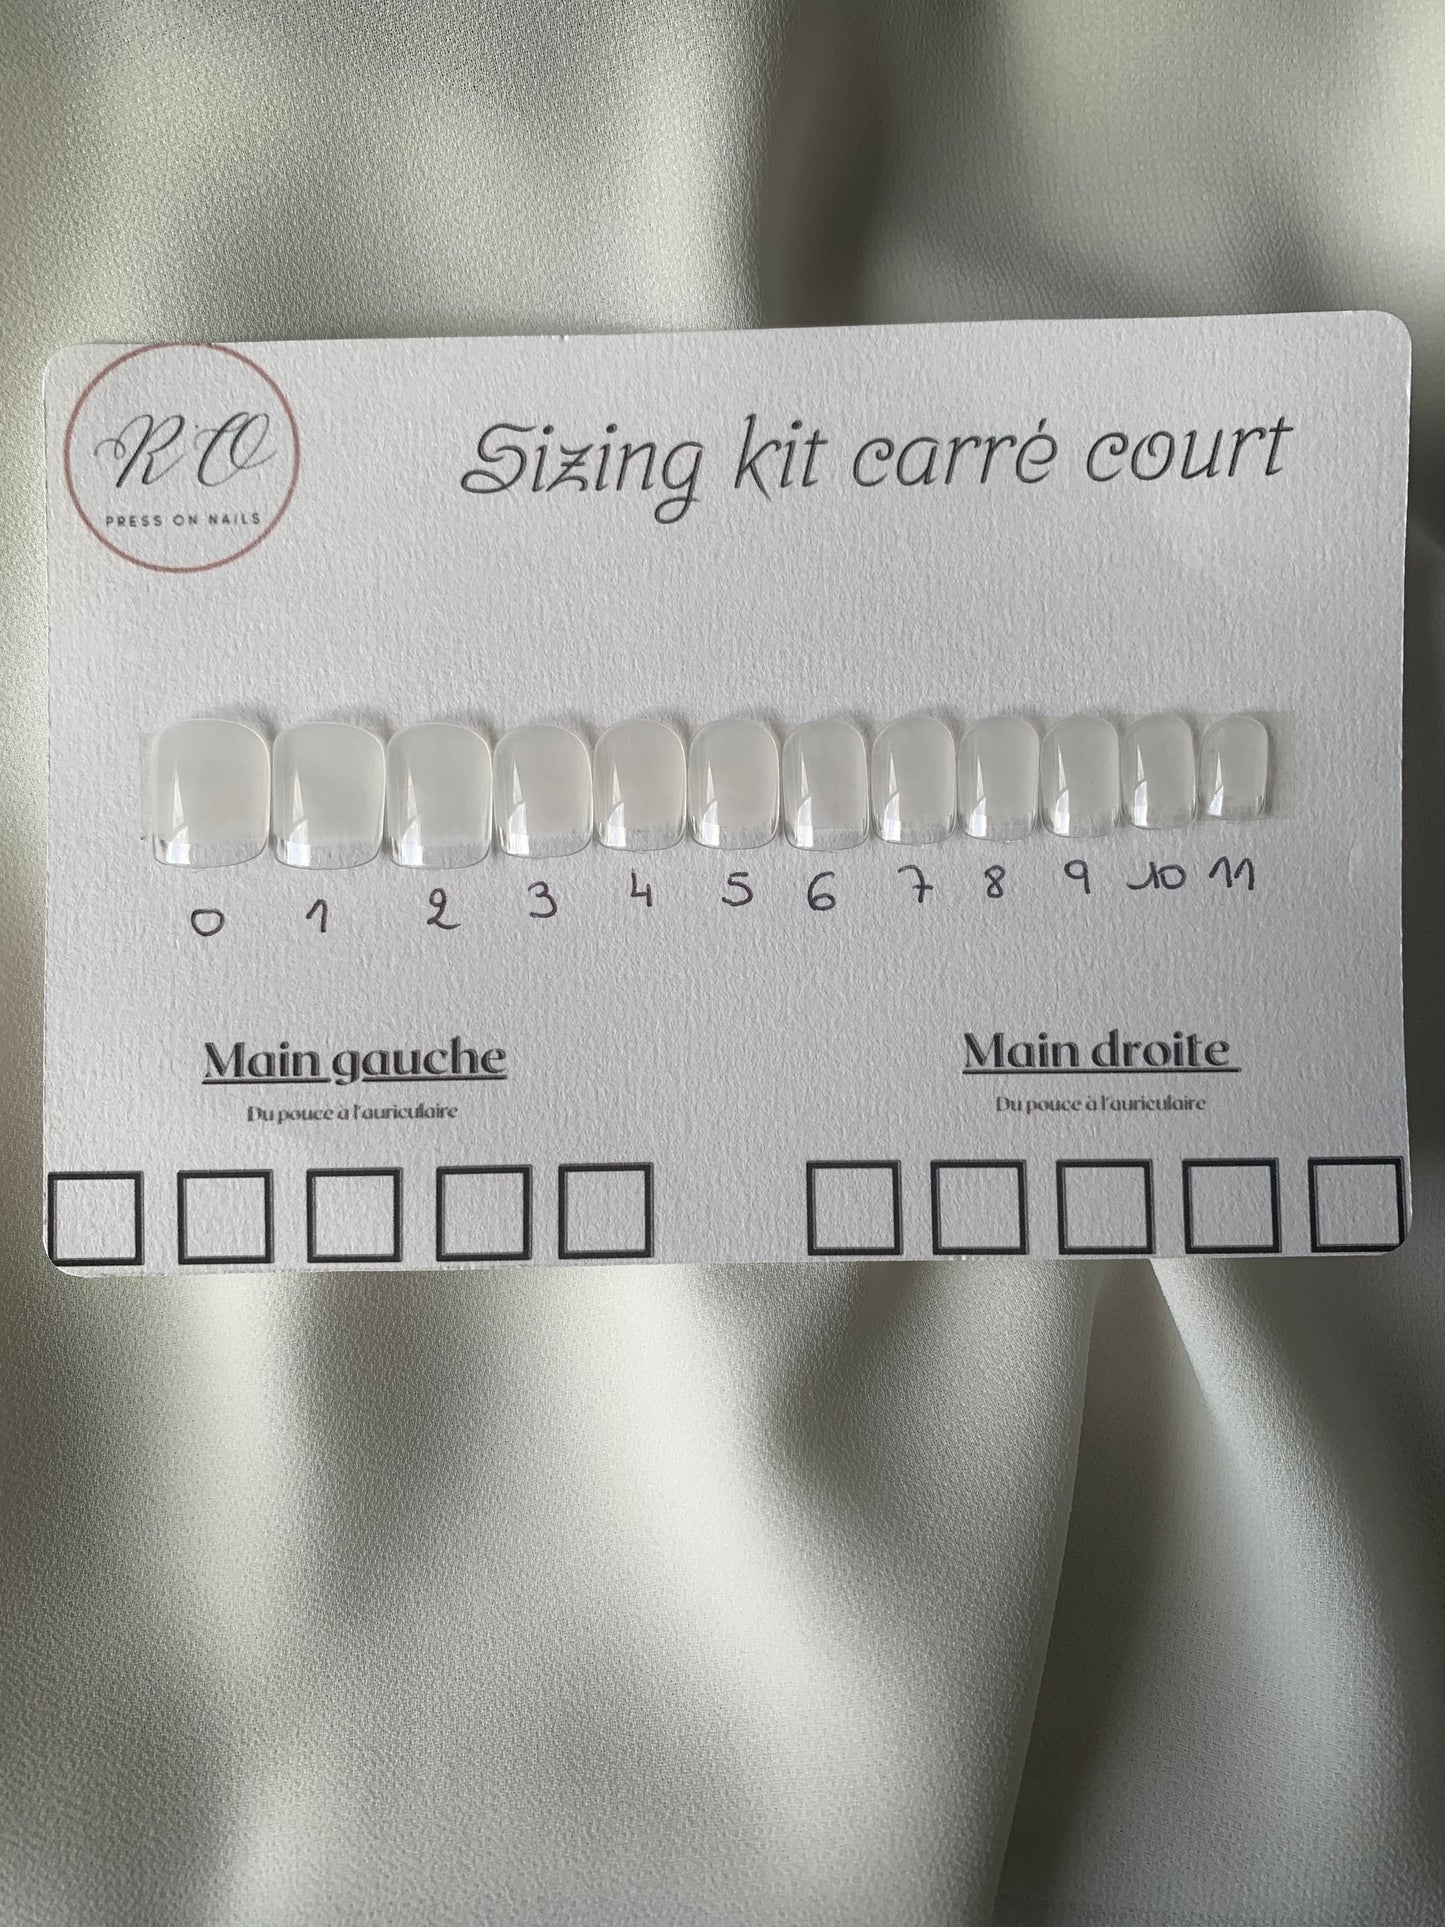 RO
PRESS ON NAILS
Sizing kit carré court
0 1 2 3 4 5 6 7 8 9 10 11
Main gauche
Du pouce à l'auriculaire
Main droite
Du pouce à l'auriculaire